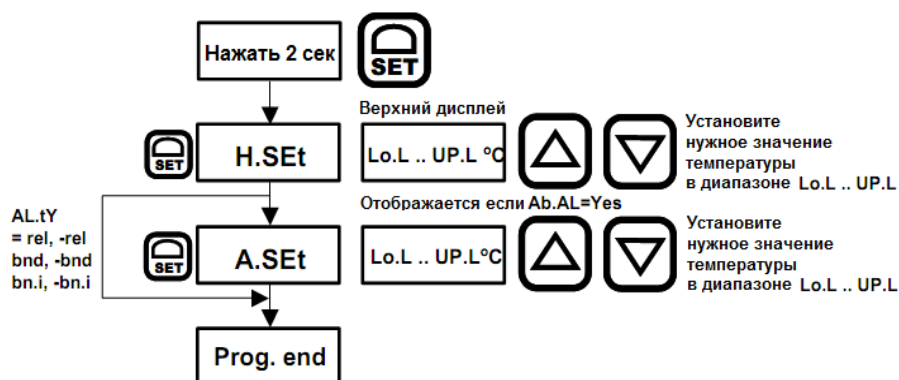 Нажать 2 сек
SET
Верхний дисплей
SET
H.SEt
Lo.L .. UP.L ºC
Установите
нужное значение
температуры
в диапазоне Lo.L .. UP.L
Отображается если Ab.AL=Yes
AL.tY
= rel, -rel
bnd, -bnd
bn.i, -bn.i
SET
A.SEt
Lo.L .. UP.LºC
Установите
нужное значение
температуры
в диапазоне Lo.L .. UP.L
Prog. end